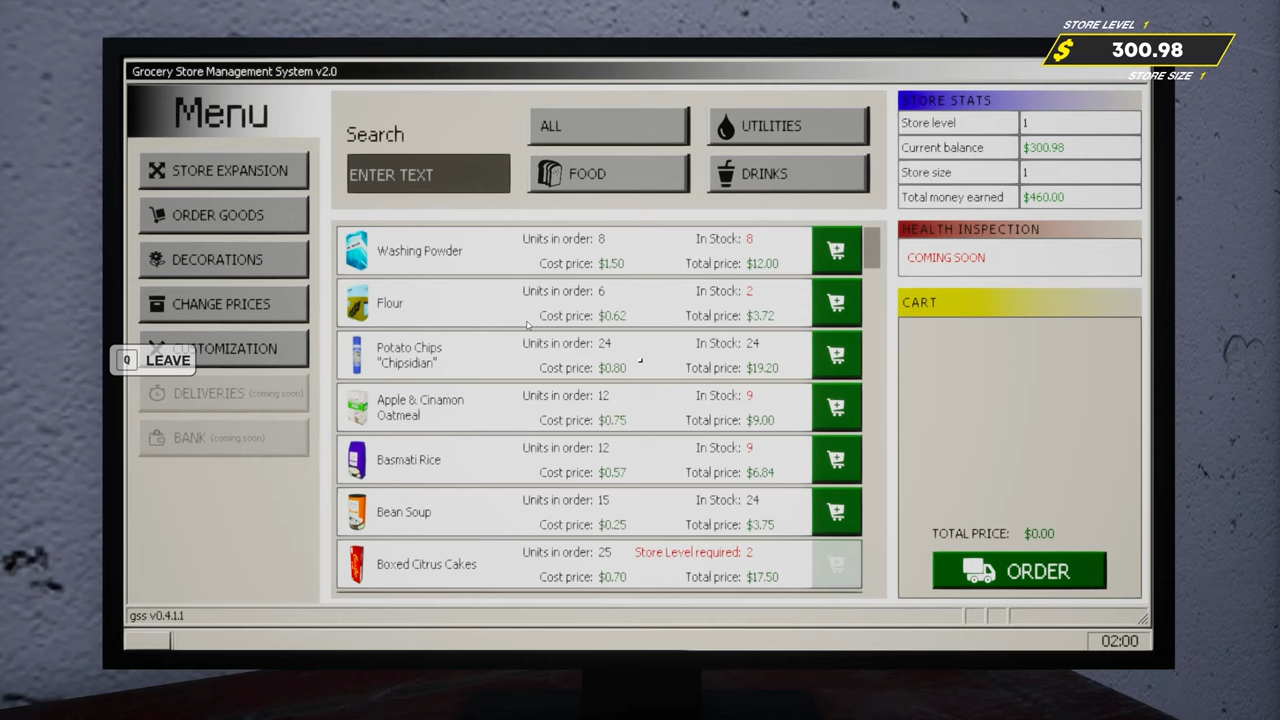 STORE LEVEL 1
$ 300.98
STORE SIZE 1
Grocery Store Management System v2.0
Menu
STORE EXPANSION
ORDER GOODS
DECORATIONS
CHANGE PRICES
CUSTOMIZATION
Q LEAVE
DELIVERIES (coming soon)
BANK (coming soon)
Search
ENTER TEXT
ALL
UTILITIES
FOOD
DRINKS
Washing Powder
Units in order: 8 In Stock: 8
Cost price: $1.50 Total price: $12.00
Flour
Units in order: 6 In Stock: 2
Cost price: $0.62 Total price: $3.72
Potato Chips
"Chipsidian"
Units in order: 24 In Stock: 24
Cost price: $0.80 Total price: $19.20
Apple & Cinamon
Oatmeal
Units in order: 12 In Stock: 9
Cost price: $0.75 Total price: $9.00
Basmati Rice
Units in order: 12 In Stock: 9
Cost price: $0.57 Total price: $6.84
Bean Soup
Units in order: 15 In Stock: 24
Cost price: $0.25 Total price: $3.75
Boxed Citrus Cakes
Units in order: 25 Store Level required: 2
Cost price: $0.70 Total price: $17.50
STORE STATS
Store level 1
Current balance $300.98
Store size 1
Total money earned $460.00
HEALTH INSPECTION
COMING SOON
CART
TOTAL PRICE: $0.00
ORDER
gss v0.4.1.1
02:00